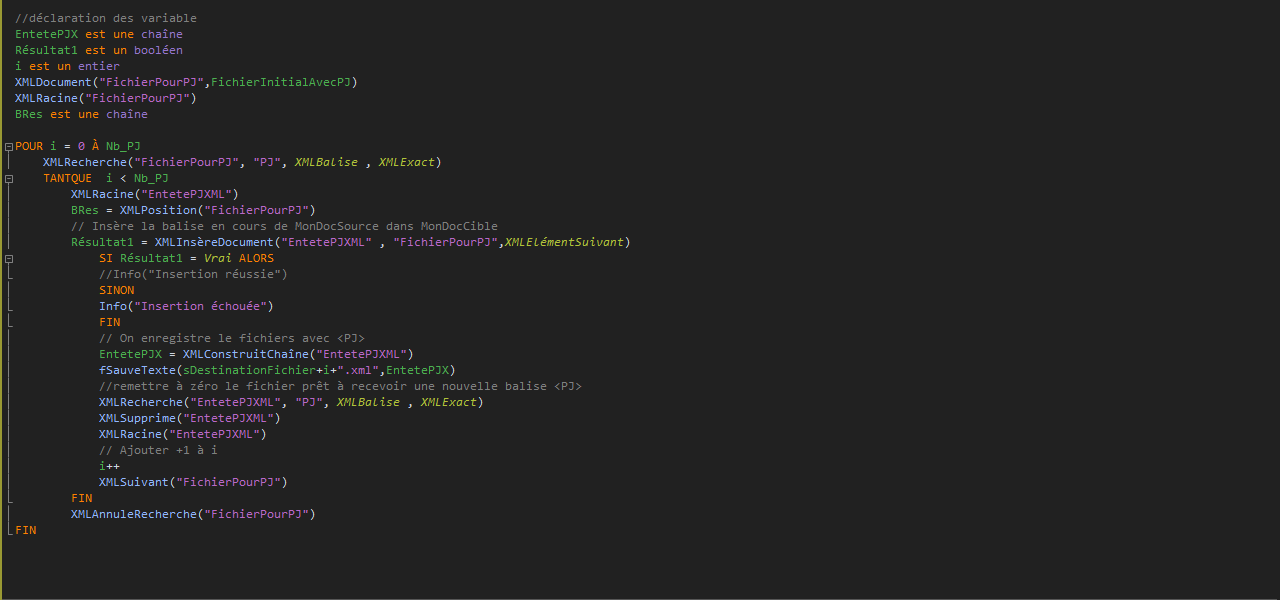 //déclaration des variable
EntetePJX est une chaîne
Résultat1 est un booléen
i est un entier
XMLDocument("FichierPourPJ",FichierInitialAvecPJ)
XMLRacine("FichierPourPJ")
BRes est une chaîne
POUR i = 0 À Nb_PJ
XMLRecherche("FichierPourPJ", "PJ", XMLBalise , XMLExact)
TANTQUE  i < Nb_PJ
XMLRacine("EntetePJXML")
BRes = XMLPosition("FichierPourPJ")
// Insère la balise en cours de MonDocSource dans MonDocCible
Résultat1 = XMLInsèreDocument("EntetePJXML" , "FichierPourPJ",XMLElémentSuivant)
SI Résultat1 = Vrai ALORS
//Info("Insertion réussie")
SINON
Info("Insertion échouée")
FIN
// On enregistre le fichiers avec <PJ>
EntetePJX = XMLConstruitChaîne("EntetePJXML")
fSauveTexte(sDestinationFichier+i+".xml",EntetePJX)
//remettre à zéro le fichier prêt à recevoir une nouvelle balise <PJ>
XMLRecherche("EntetePJXML", "PJ", XMLBalise , XMLExact)
XMLSupprime("EntetePJXML")
XMLRacine("EntetePJXML")
// Ajouter +1 à i
i++
XMLSuivant("FichierPourPJ")
FIN
XMLAnnuleRecherche("FichierPourPJ")
FIN